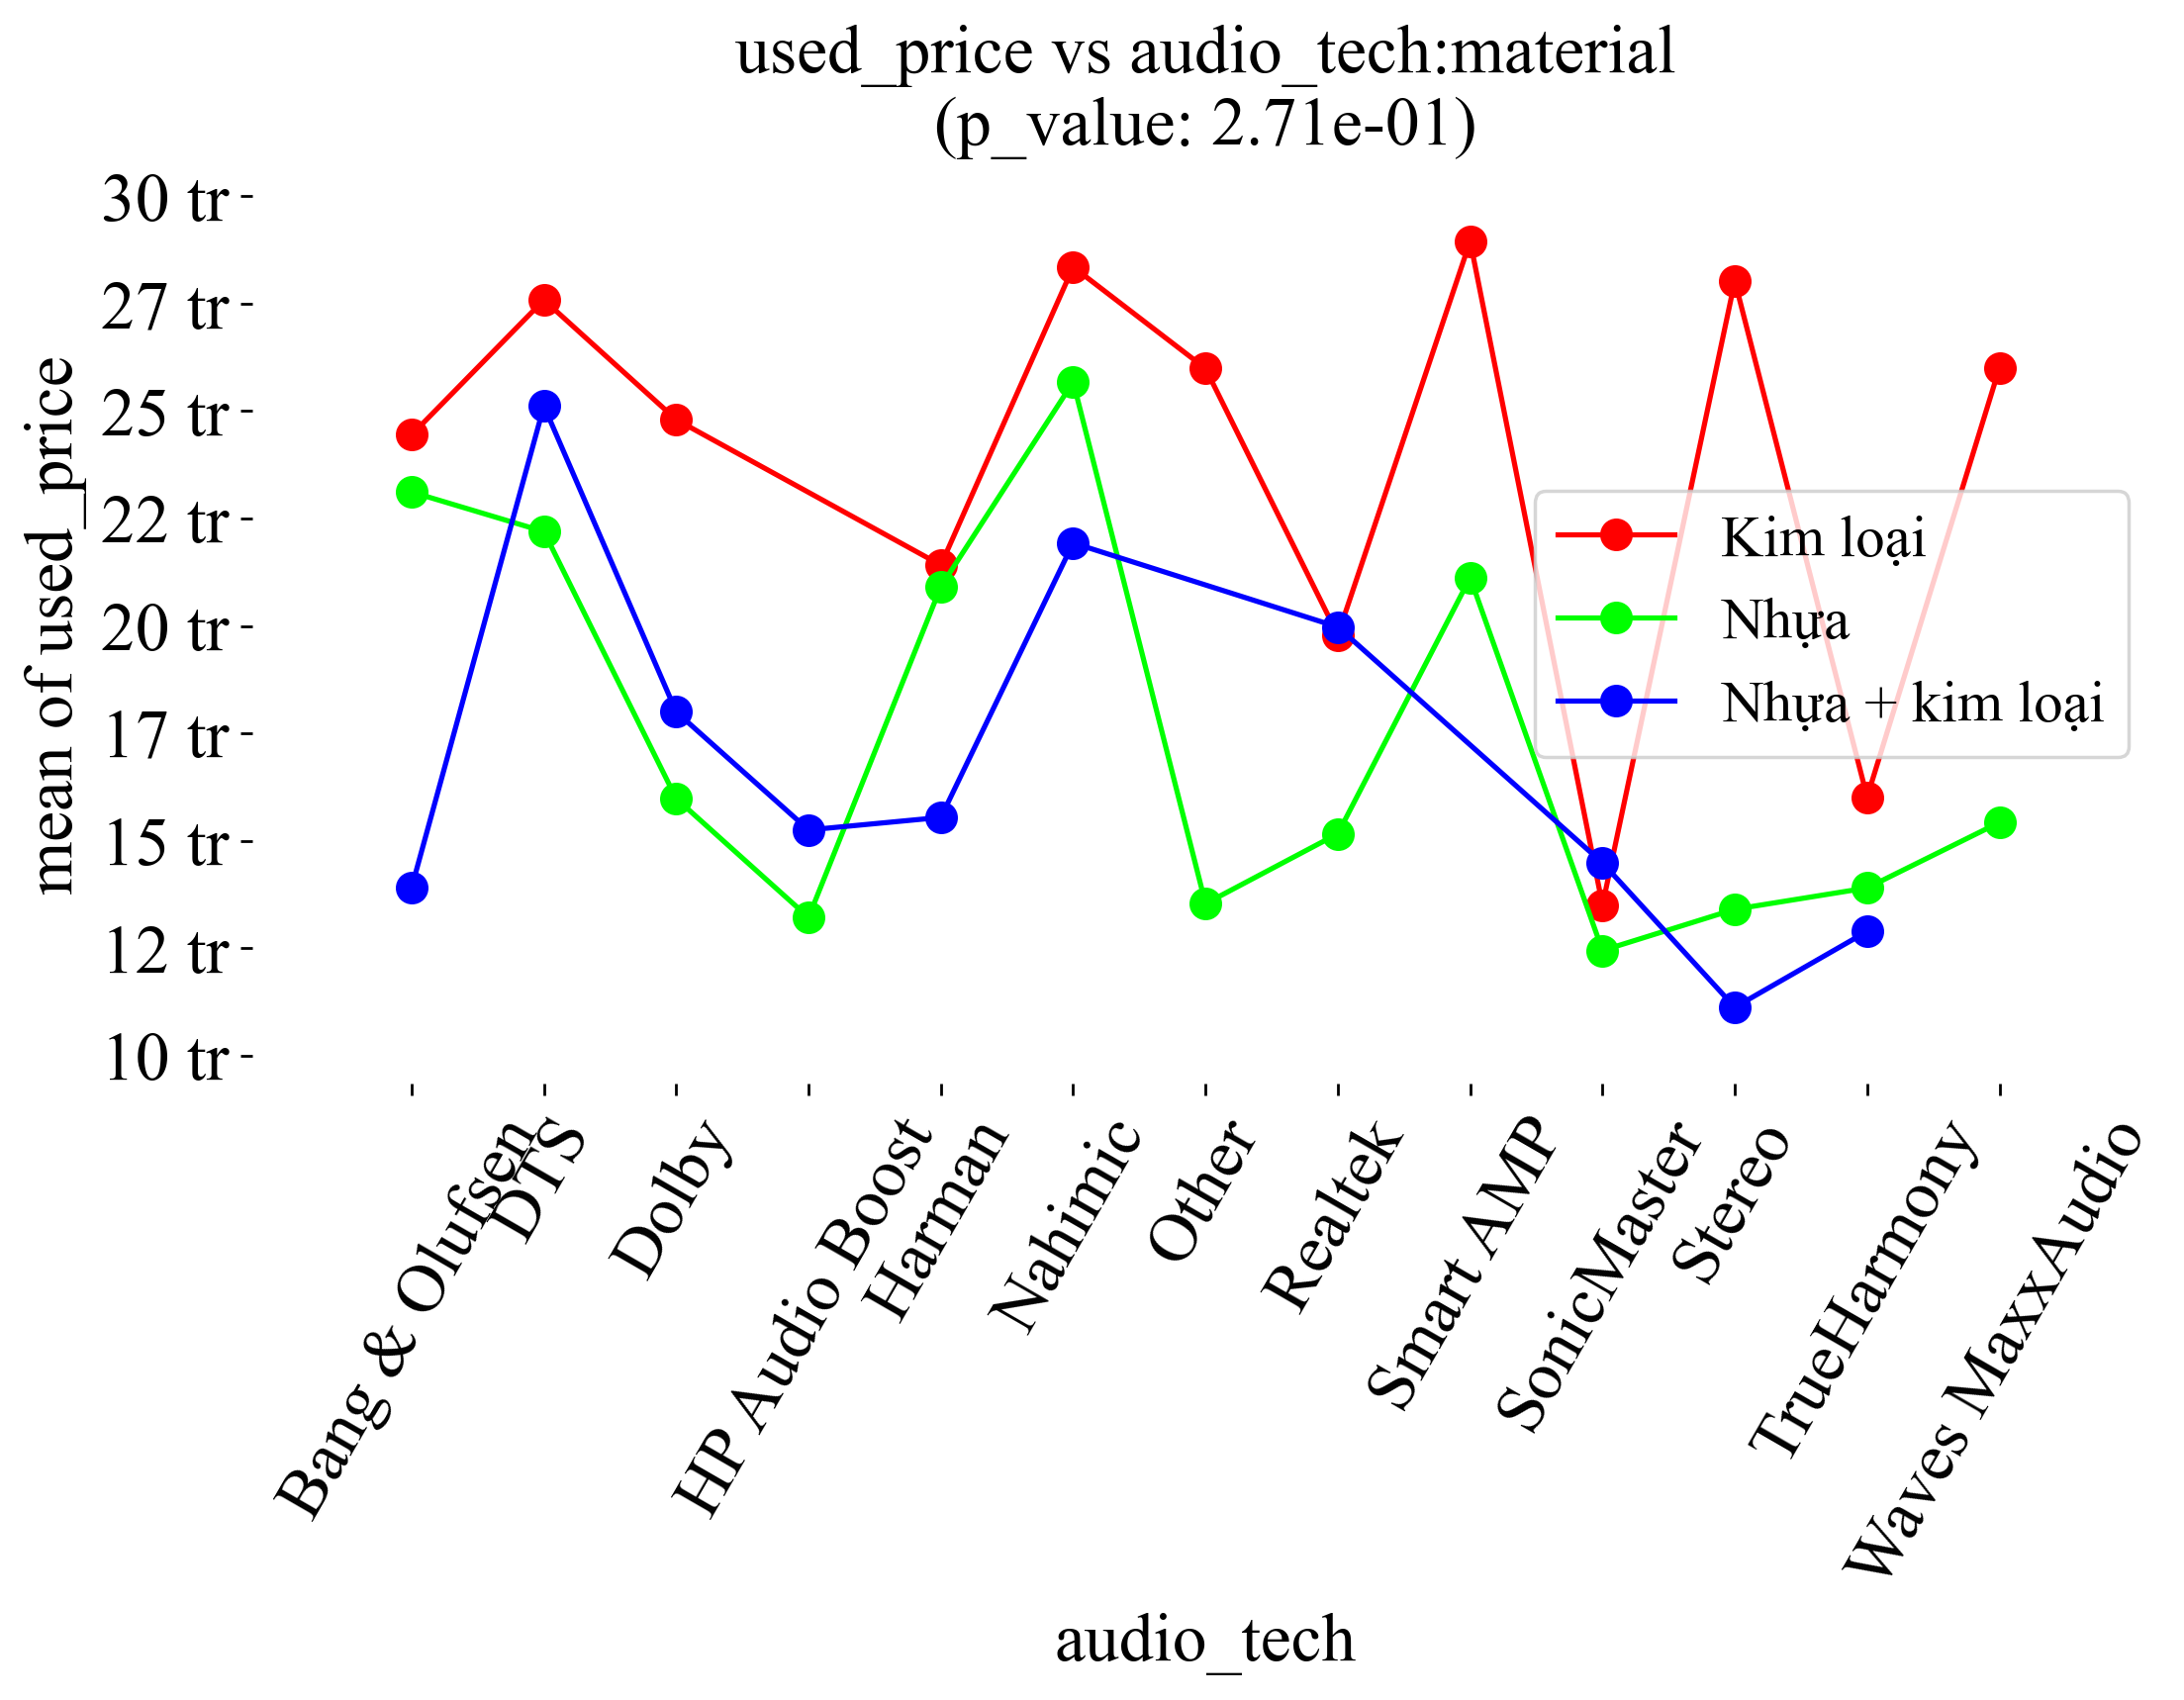 used_price vs audio_tech:material
(p_value: 2.71e-01)
mean of used_price
30 tr
27 tr
25 tr
22 tr
20 tr
17 tr
15 tr
12 tr
10 tr
Kim loại
Nhựa
Nhựa + kim loại
Bang & Olufsen
DTS
Dolby
HP Audio Boost
Harman
Nahimic
Other
Realtek
Smart AMP
SonicMaster
Stereo
TrueHarmony
Waves MaxxAudio
audio_tech